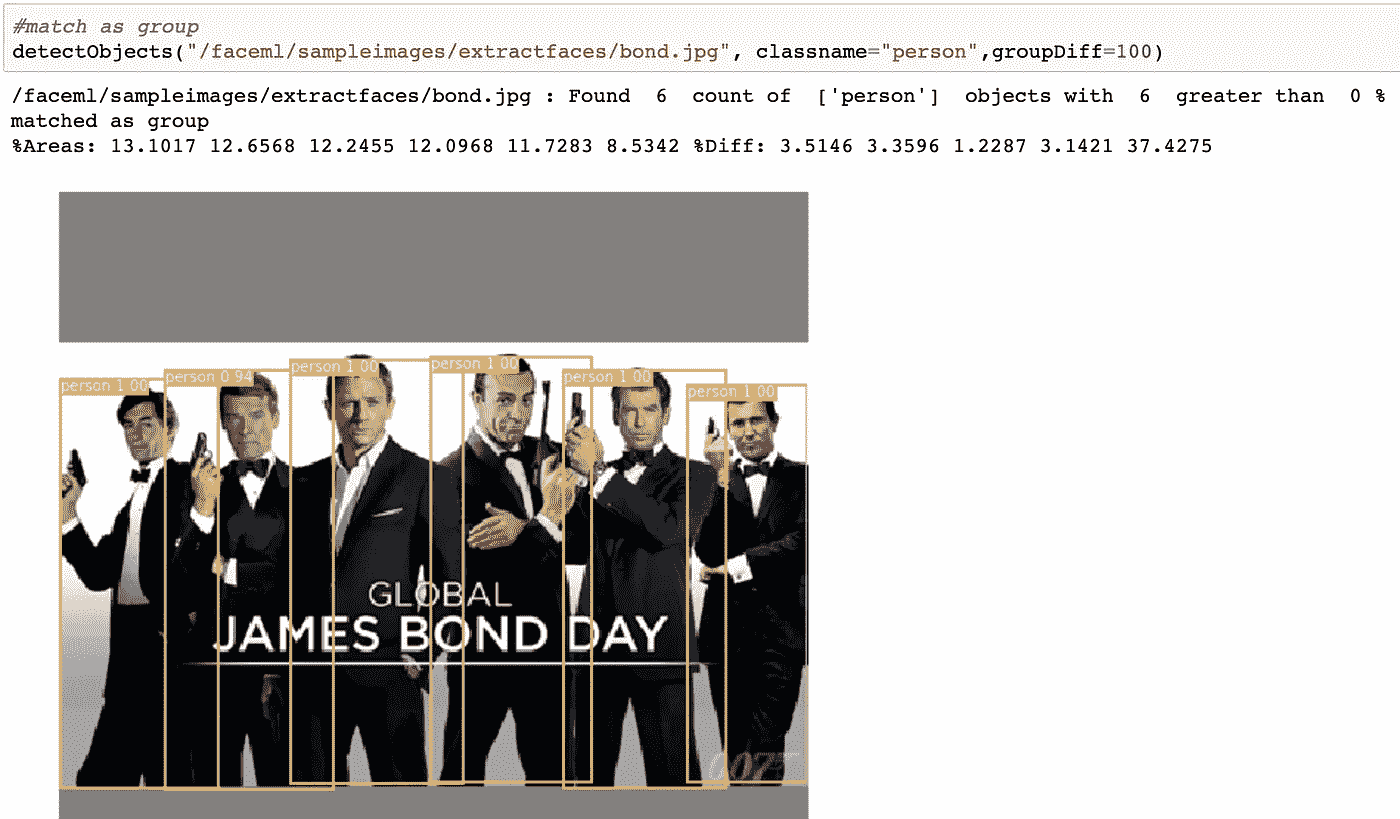 #match as group
detectObjects("/faceml/sampleimages/extractfaces/bond.jpg", classname="person",groupDiff=100)
/faceml/sampleimages/extractfaces/bond.jpg : Found  6  count of  ['person']  objects with  6  greater than  0 %
matched as group
%Areas: 13.1017 12.6568 12.2455 12.0968 11.7283 8.5342 %Diff: 3.5146 3.3596 1.2287 3.1421 37.4275
person 1 00
person 0 94
person 1 00
person 1 00
person 1 00
person 1 00
GLOBAL
JAMES BOND DAY
007